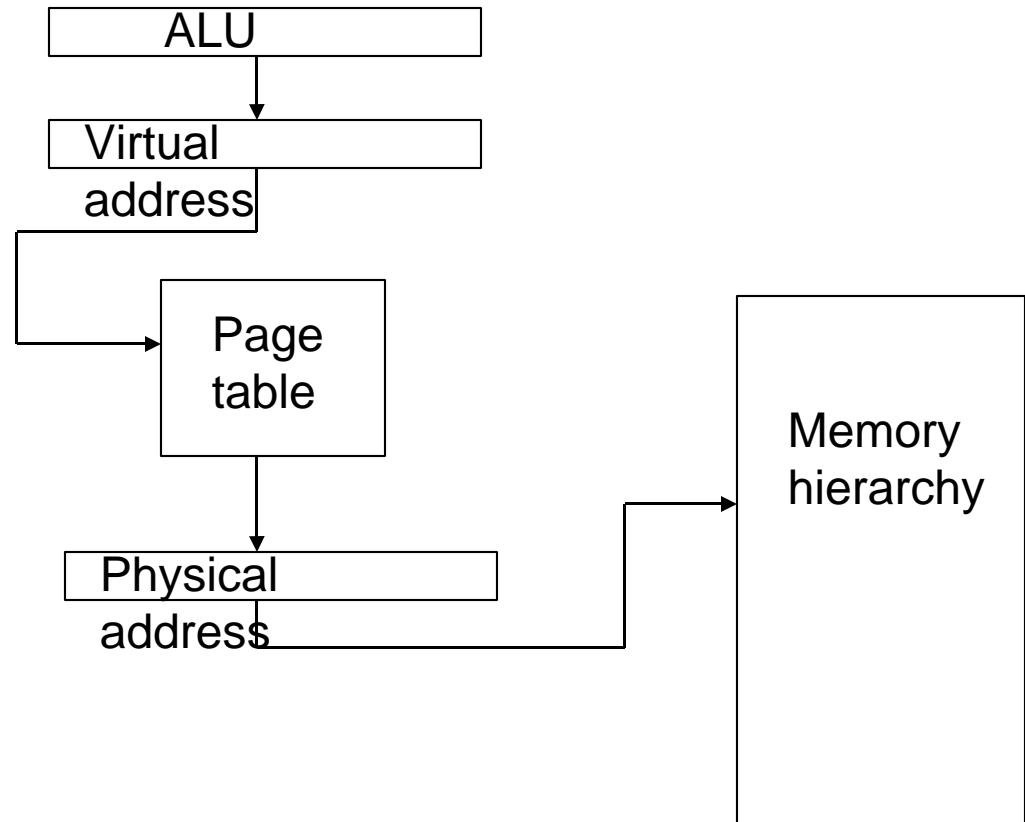 ALU
Virtual
address
Page
table
Memory
hierarchy
Physical
address